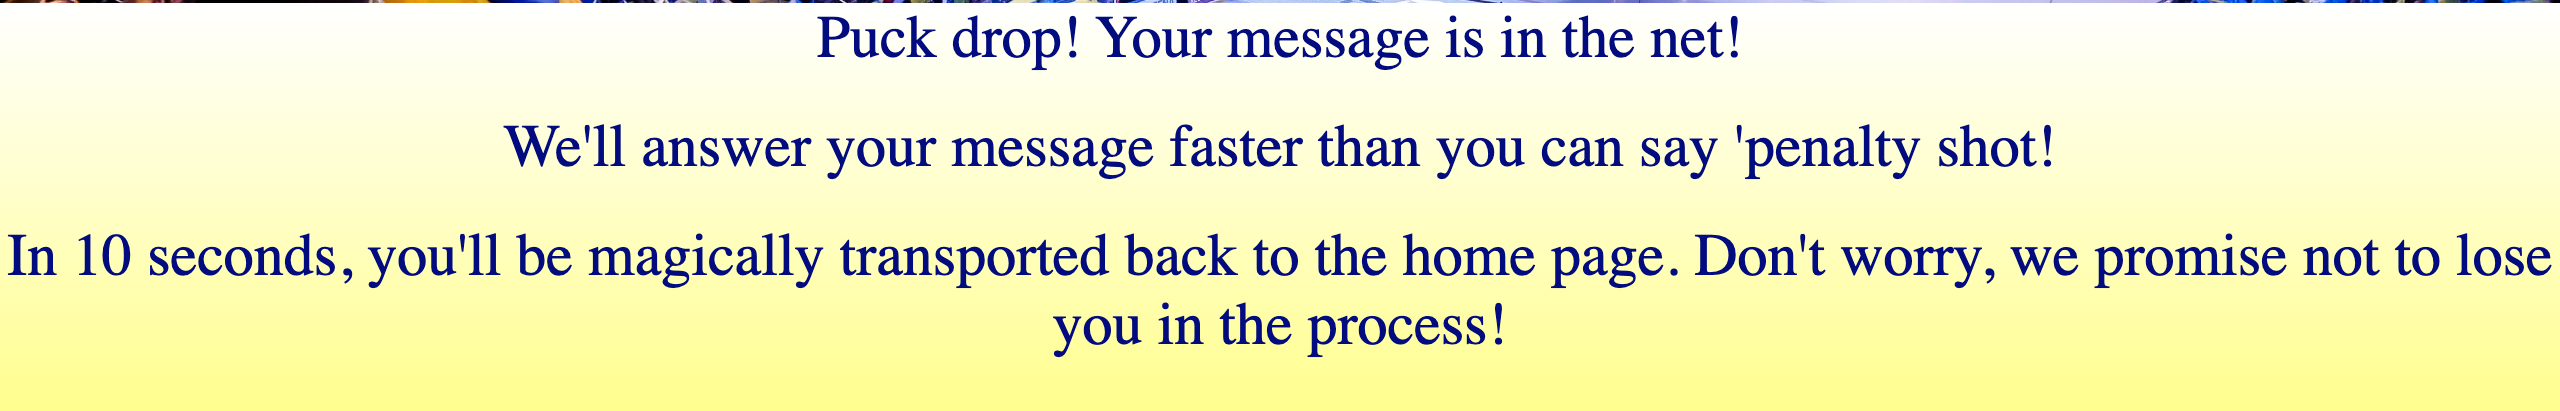 Puck drop! Your message is in the net!
We'll answer your message faster than you can say 'penalty shot!
In 10 seconds, you'll be magically transported back to the home page. Don't worry, we promise not to lose
you in the process!